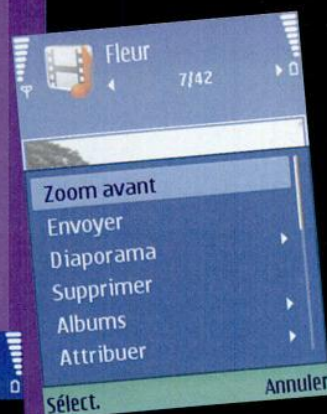 Fleur
7/42
Zoom avant
Envoyer
Diaporama
Supprimer
Albums
Attribuer
Sélect. Annuler